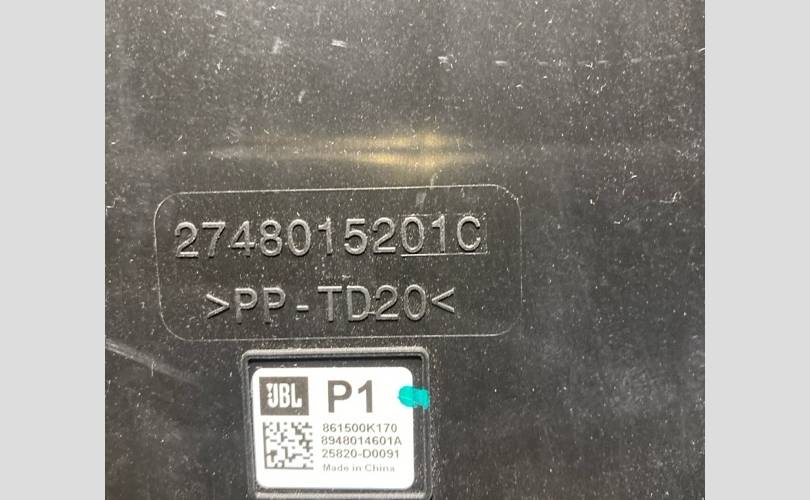 2748015201C
>PP-TD20<
JBL P1
861500K170
8948014601A
25820-D0091
Made in China